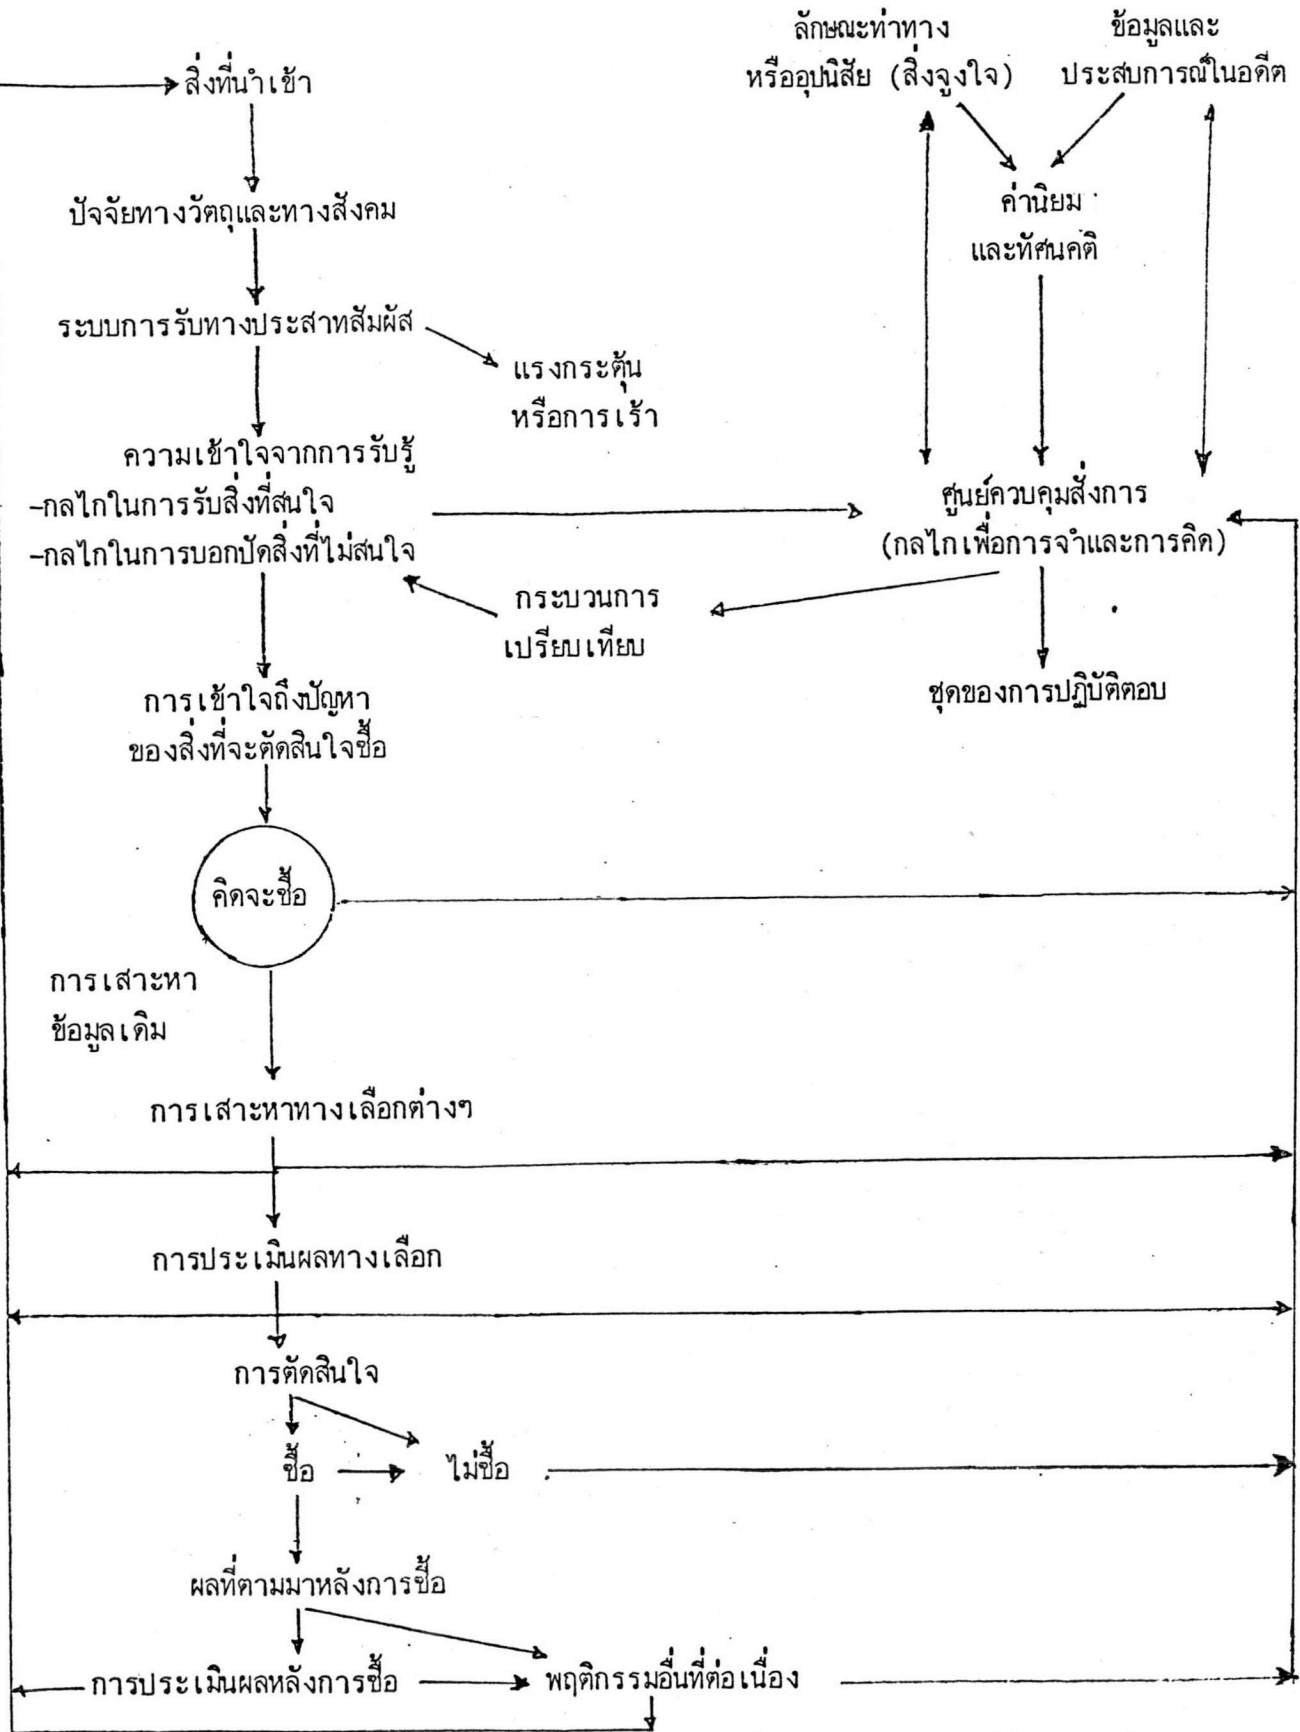 ลักษณะท่าทาง
หรืออุปนิสัย (สิ่งจูงใจ)
ข้อมูลและ
ประสบการณ์ในอดีต
สิ่งที่นำเข้า
ปัจจัยทางวัตถุและทางสังคม
ค่านิยม
และทัศนคติ
ระบบการรับทางประสาทสัมผัส
แรงกระตุ้น
หรือการเร้า
ความเข้าใจจากการรับรู้
-กลไกในการรับสิ่งที่สนใจ
-กลไกในการบอกปัดสิ่งที่ไม่สนใจ
ศูนย์ควบคุมสั่งการ
(กลไกเพื่อการจำและการคิด)
กระบวนการ
เปรียบเทียบ
การเข้าใจถึงปัญหา
ของสิ่งที่จะตัดสินใจซื้อ
ชุดของการปฏิบัติตอบ
คิดจะซื้อ
การเสาะหา
ข้อมูลเดิม
การเสาะหาทางเลือกต่างๆ
การประเมินผลทางเลือก
การตัดสินใจ
ซื้อ
ไม่ซื้อ
ผลที่ตามมาหลังการซื้อ
การประเมินผลหลังการซื้อ
พฤติกรรมอื่นที่ต่อเนื่อง